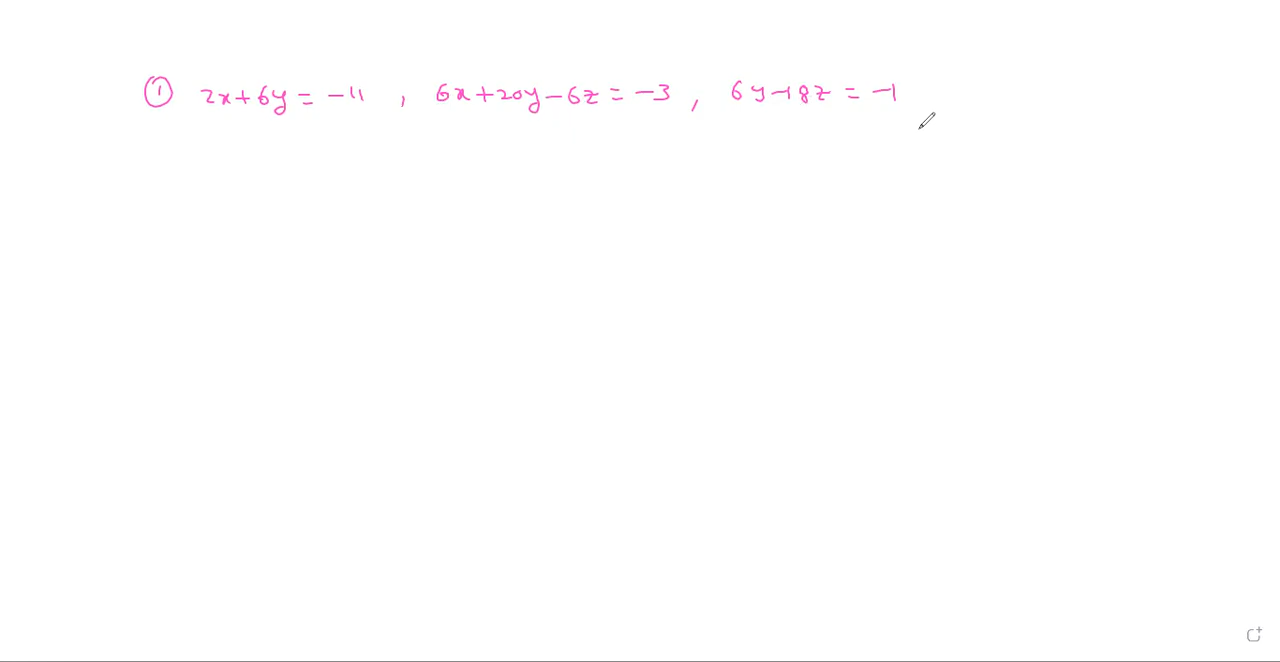 ① 2x+6y = -11 , 6x+20y-6z = -3 , 6y-18z = -1